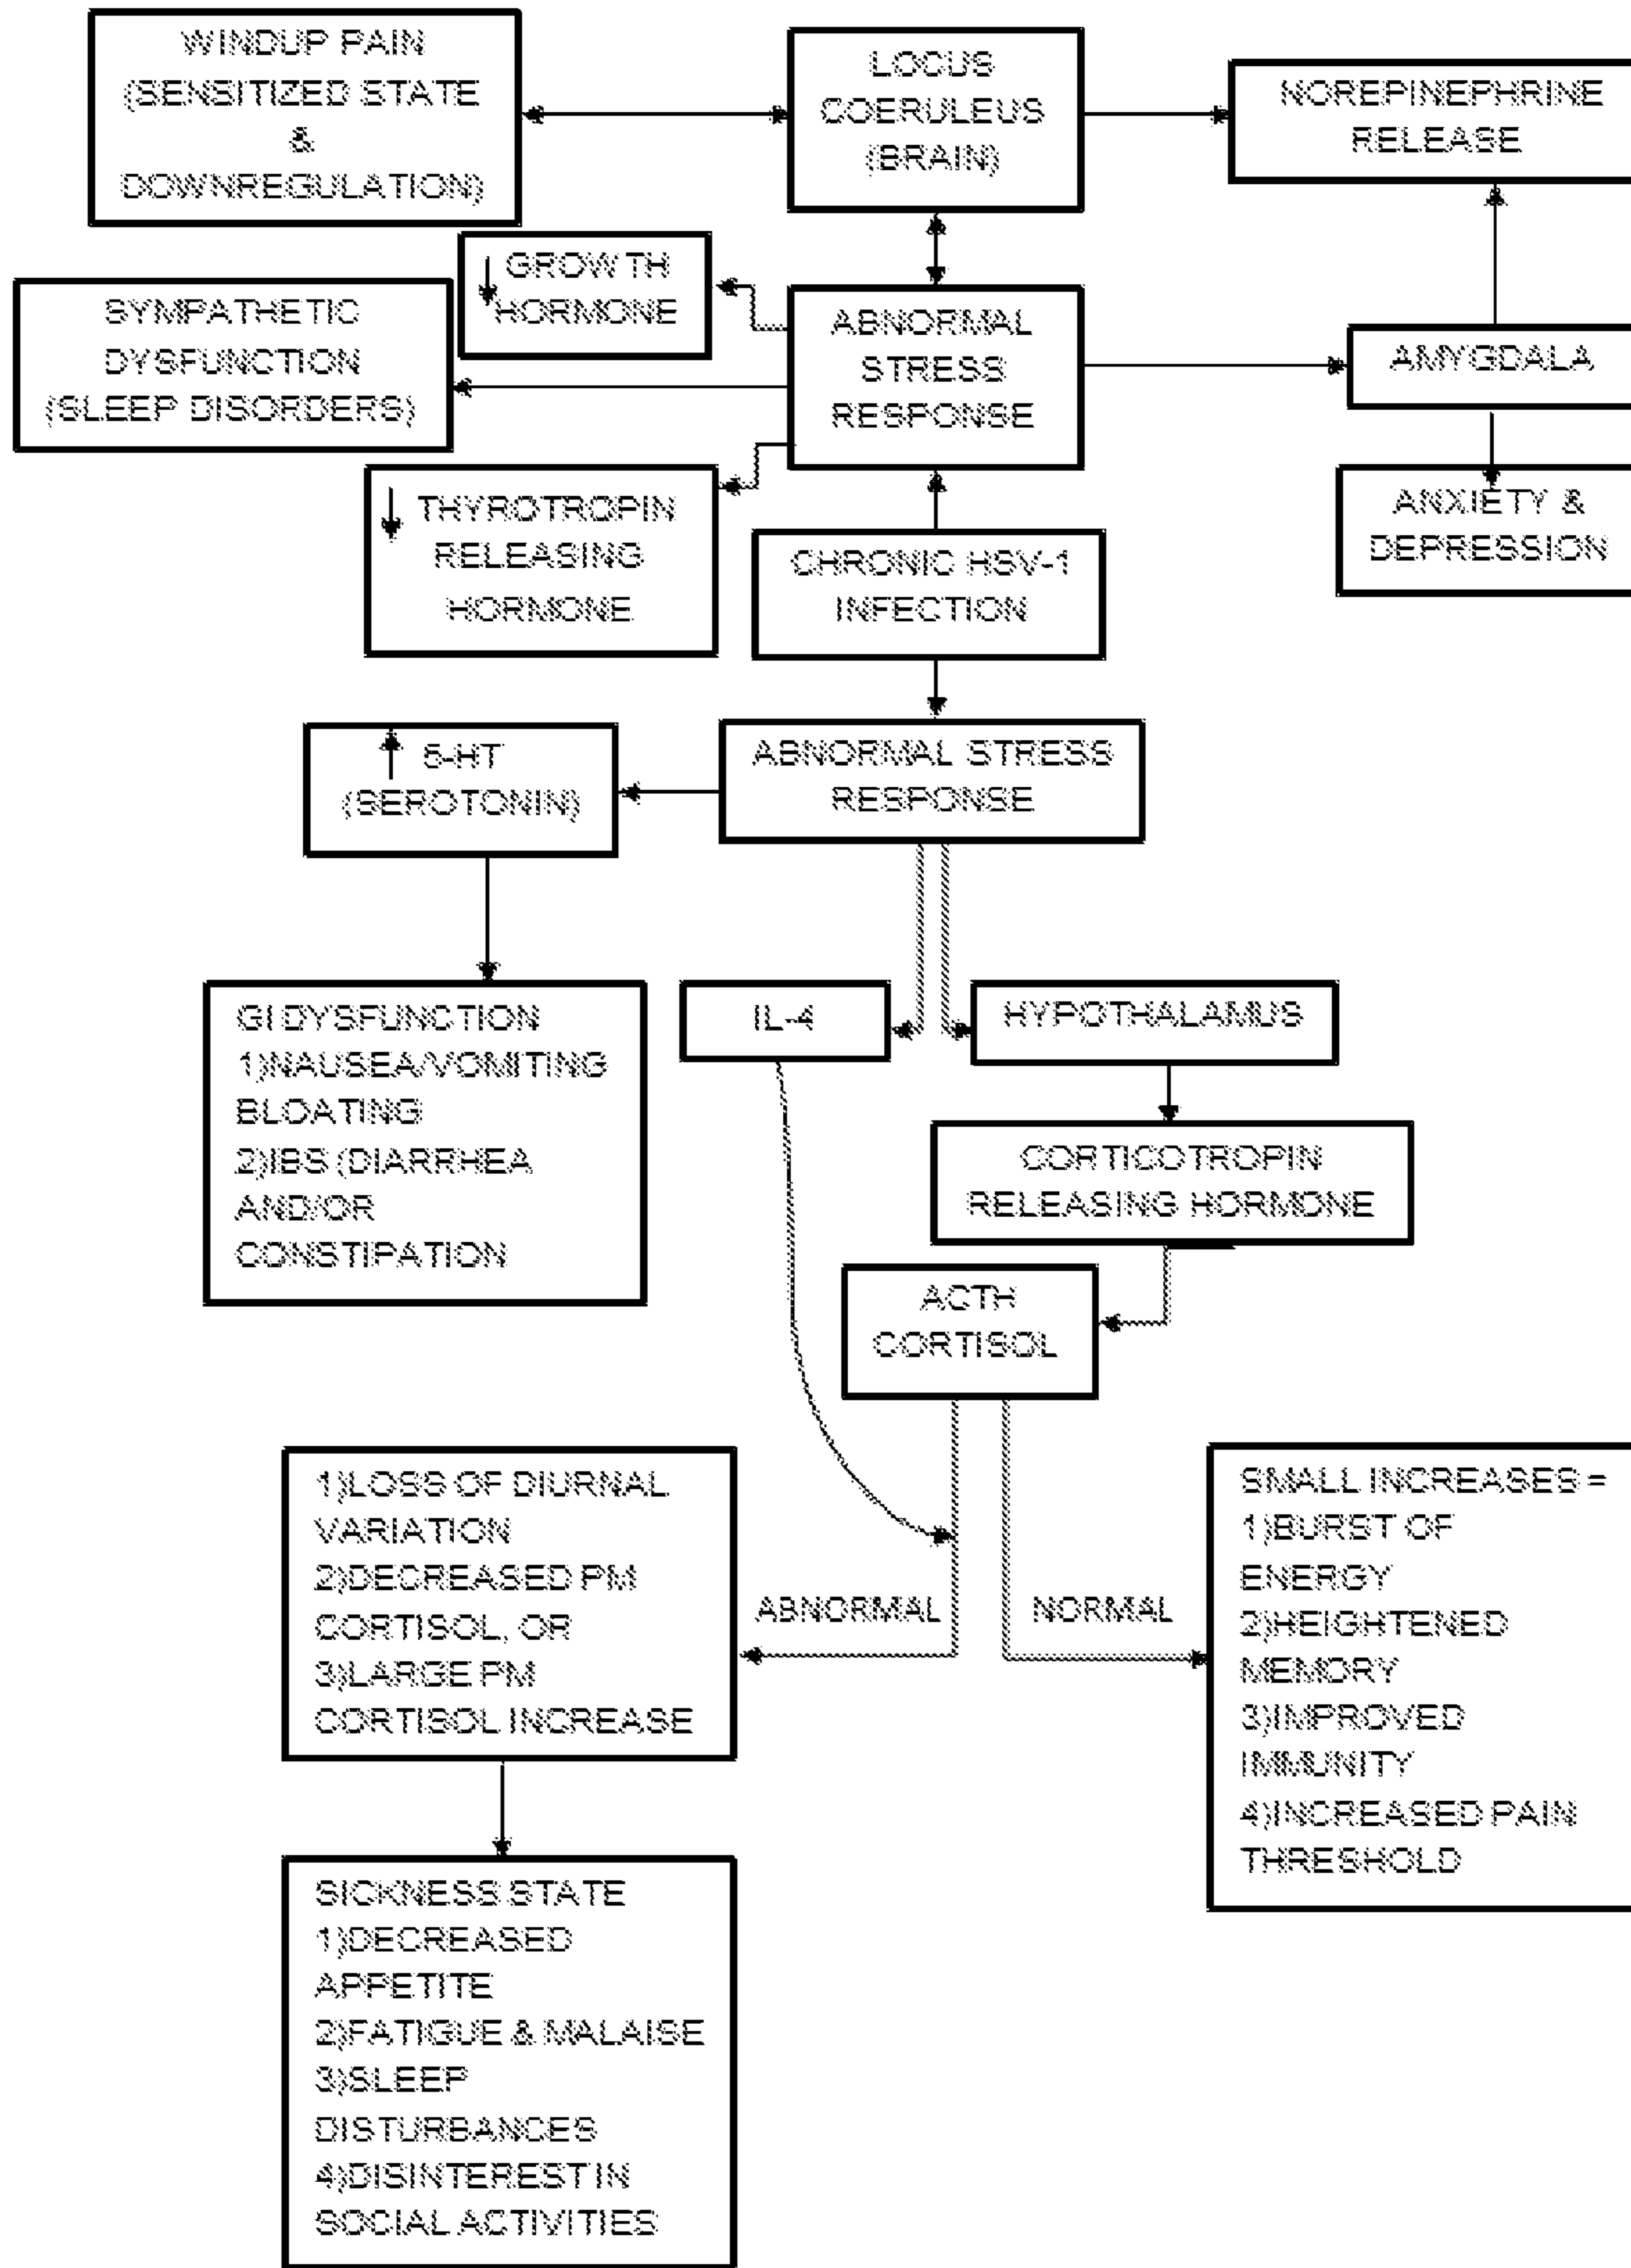 WINDUP PAIN
(SENSITIZED STATE
&
DOWNREGULATION)
LOCUS
COERULEUS
(BRAIN)
NOREPINEPHRINE
RELEASE
GROWTH
HORMONE
SYMPATHETIC
DYSFUNCTION
(SLEEP DISORDERS)
ABNORMAL
STRESS
RESPONSE
AMYGDALA
ANXIETY &
DEPRESSION
THYROTROPIN
RELEASING
HORMONE
CHRONIC HSV-1
INFECTION
ABNORMAL STRESS
RESPONSE
5-HT
(SEROTONIN)
GI DYSFUNCTION
1)NAUSEA/VOMITING
BLOATING
2)IBS (DIARRHEA
AND/OR
CONSTIPATION
IL-4
HYPOTHALAMUS
CORTICOTROPIN
RELEASING HORMONE
ACTH
CORTISOL
ABNORMAL
NORMAL
1)LOSS OF DIURNAL
VARIATION
2)DECREASED PM
CORTISOL, OR
3)LARGE PM
CORTISOL INCREASE
SMALL INCREASES =
1)BURST OF
ENERGY
2)HEIGHTENED
MEMORY
3)IMPROVED
IMMUNITY
4)INCREASED PAIN
THRESHOLD
SICKNESS STATE
1)DECREASED
APPETITE
2)FATIGUE & MALAISE
3)SLEEP
DISTURBANCES
4)DISINTEREST IN
SOCIAL ACTIVITIES